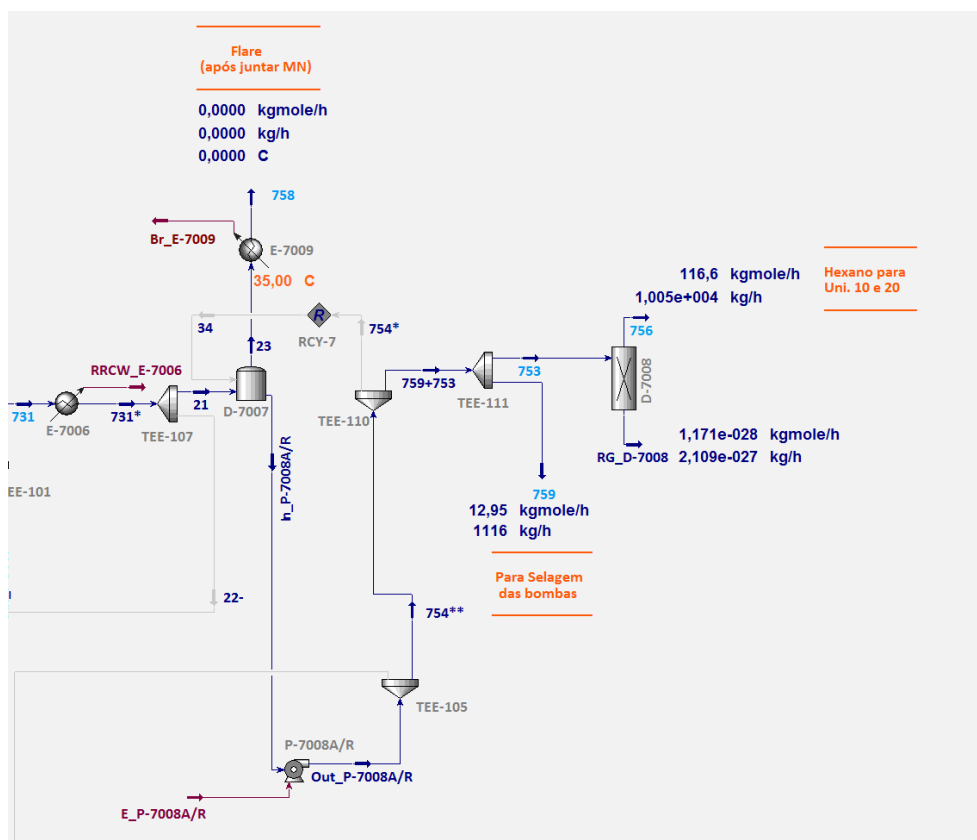 Flare
(após juntar MN)
0,0000 kgmole/h
0,0000 kg/h
0,0000 C
758
Br_E-7009
E-7009
35,00 C
116,6 kgmole/h
1,005e+004 kg/h
Hexano para
Uni. 10 e 20
756
34
R
RCY-7
754*
23
RRCW_E-7006
759+753
753
D-7008
731
E-7006
731*
TEE-107
21
D-7007
TEE-110
TEE-111
1,171e-028 kgmole/h
RG_D-7008
2,109e-027 kg/h
EE-101
In_P-7008A/R
759
12,95 kgmole/h
1116 kg/h
Para Selagem
das bombas
22-
754**
TEE-105
P-7008A/R
Out_P-7008A/R
E_P-7008A/R